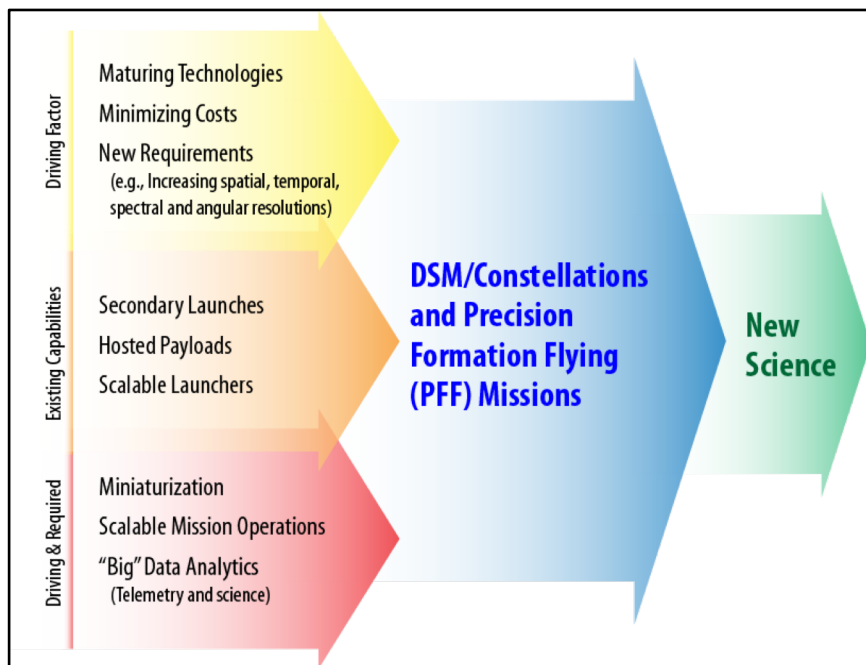 Driving Factor
Maturing Technologies
Minimizing Costs
New Requirements
(e.g., Increasing spatial, temporal,
spectral and angular resolutions)
Existing Capabilities
Secondary Launches
Hosted Payloads
Scalable Launchers
Driving & Required
Miniaturization
Scalable Mission Operations
“Big” Data Analytics
(Telemetry and science)
DSM/Constellations
and Precision
Formation Flying
(PFF) Missions
New
Science